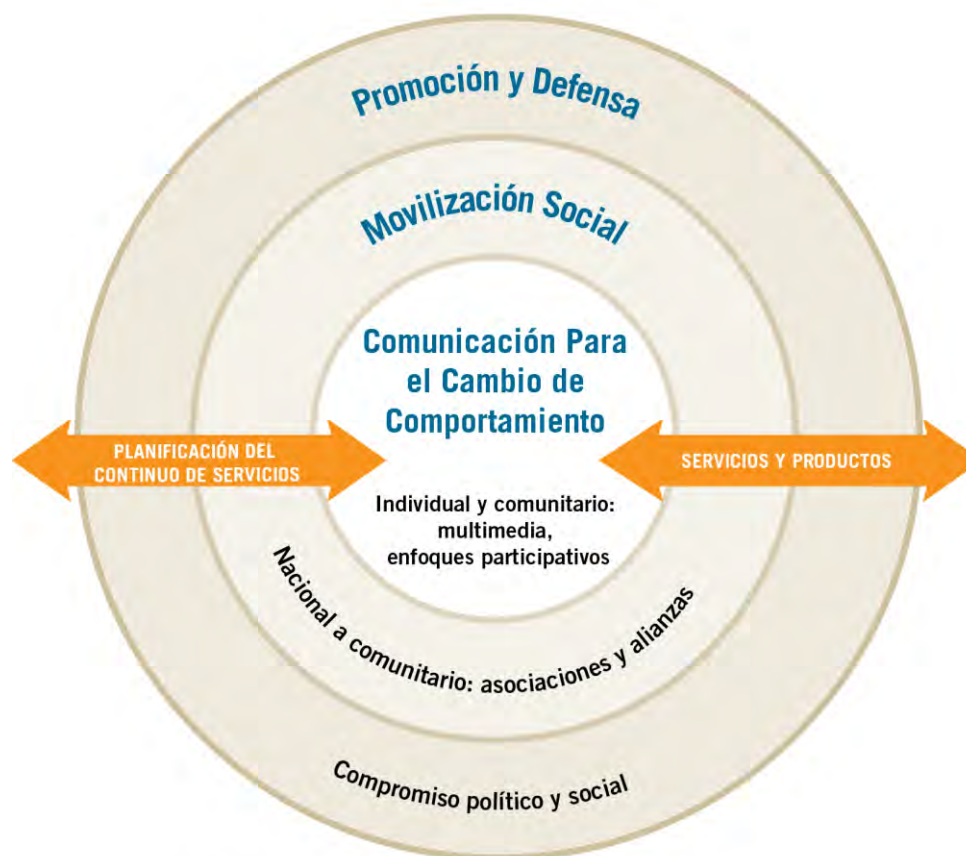 Promoción y Defensa
Movilización Social
Comunicación Para
el Cambio de
Comportamiento
PLANIFICACIÓN DEL
CONTINUO DE SERVICIOS
SERVICIOS Y PRODUCTOS
Individual y comunitario:
multimedia,
enfoques participativos
Nacional a comunitario: asociaciones y alianzas
Compromiso político y social